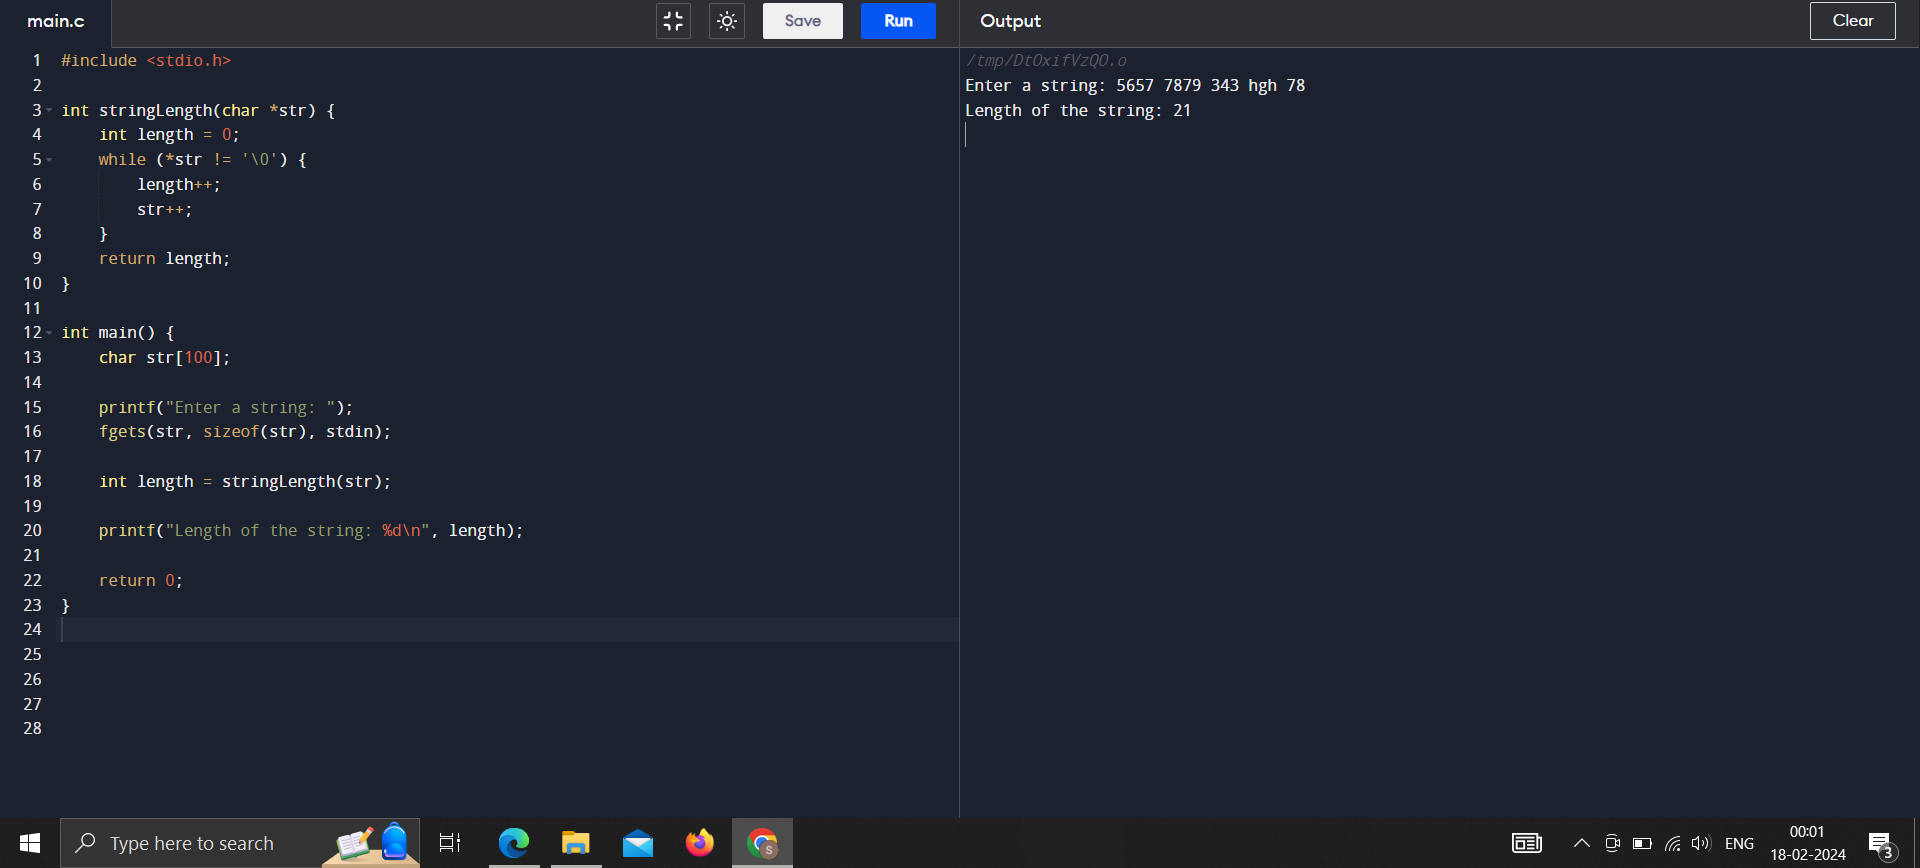 main.c
Save
Run
Output
Clear
1 #include <stdio.h>
2
3 int stringLength(char *str) {
4     int length = 0;
5     while (*str != '\0') {
6         length++;
7         str++;
8     }
9     return length;
10 }
11
12 int main() {
13     char str[100];
14
15     printf("Enter a string: ");
16     fgets(str, sizeof(str), stdin);
17
18     int length = stringLength(str);
19
20     printf("Length of the string: %d\n", length);
21
22     return 0;
23 }
24
25
26
27
28
/tmp/DtOxifVzQO.o
Enter a string: 5657 7879 343 hgh 78
Length of the string: 21
Type here to search
S
ENG
00:01
18-02-2024
3